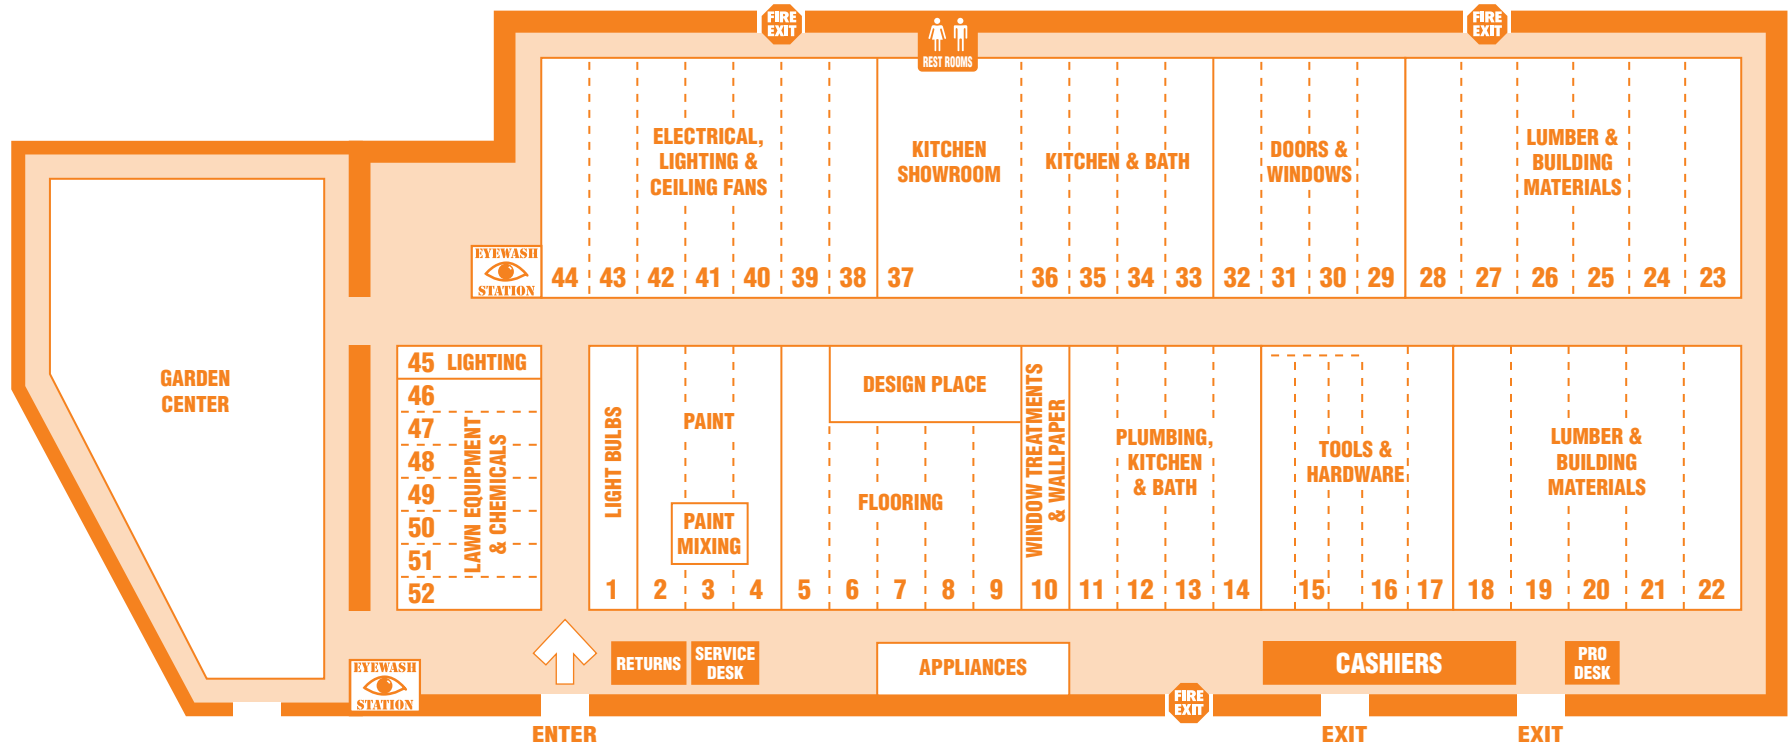 FIRE
EXIT
FIRE
EXIT
REST ROOMS
ELECTRICAL,
LIGHTING &
CEILING FANS
KITCHEN
SHOWROOM
KITCHEN & BATH
DOORS &
WINDOWS
LUMBER &
BUILDING
MATERIALS
EYEWASH
STATION
44 43 42 41 40 39 38 37 36 35 34 33 32 31 30 29 28 27 26 25 24 23
GARDEN
CENTER
45 LIGHTING
46
47
48
49
50
51
52
LAWN EQUIPMENT
& CHEMICALS
LIGHT BULBS
PAINT
PAINT
MIXING
DESIGN PLACE
FLOORING
WINDOW TREATMENTS
& WALLPAPER
PLUMBING,
KITCHEN
& BATH
TOOLS &
HARDWARE
LUMBER &
BUILDING
MATERIALS
1 2 3 4 5 6 7 8 9 10 11 12 13 14 15 16 17 18 19 20 21 22
EYEWASH
STATION
RETURNS
SERVICE
DESK
APPLIANCES
CASHIERS
PRO
DESK
FIRE
EXIT
ENTER
EXIT
EXIT